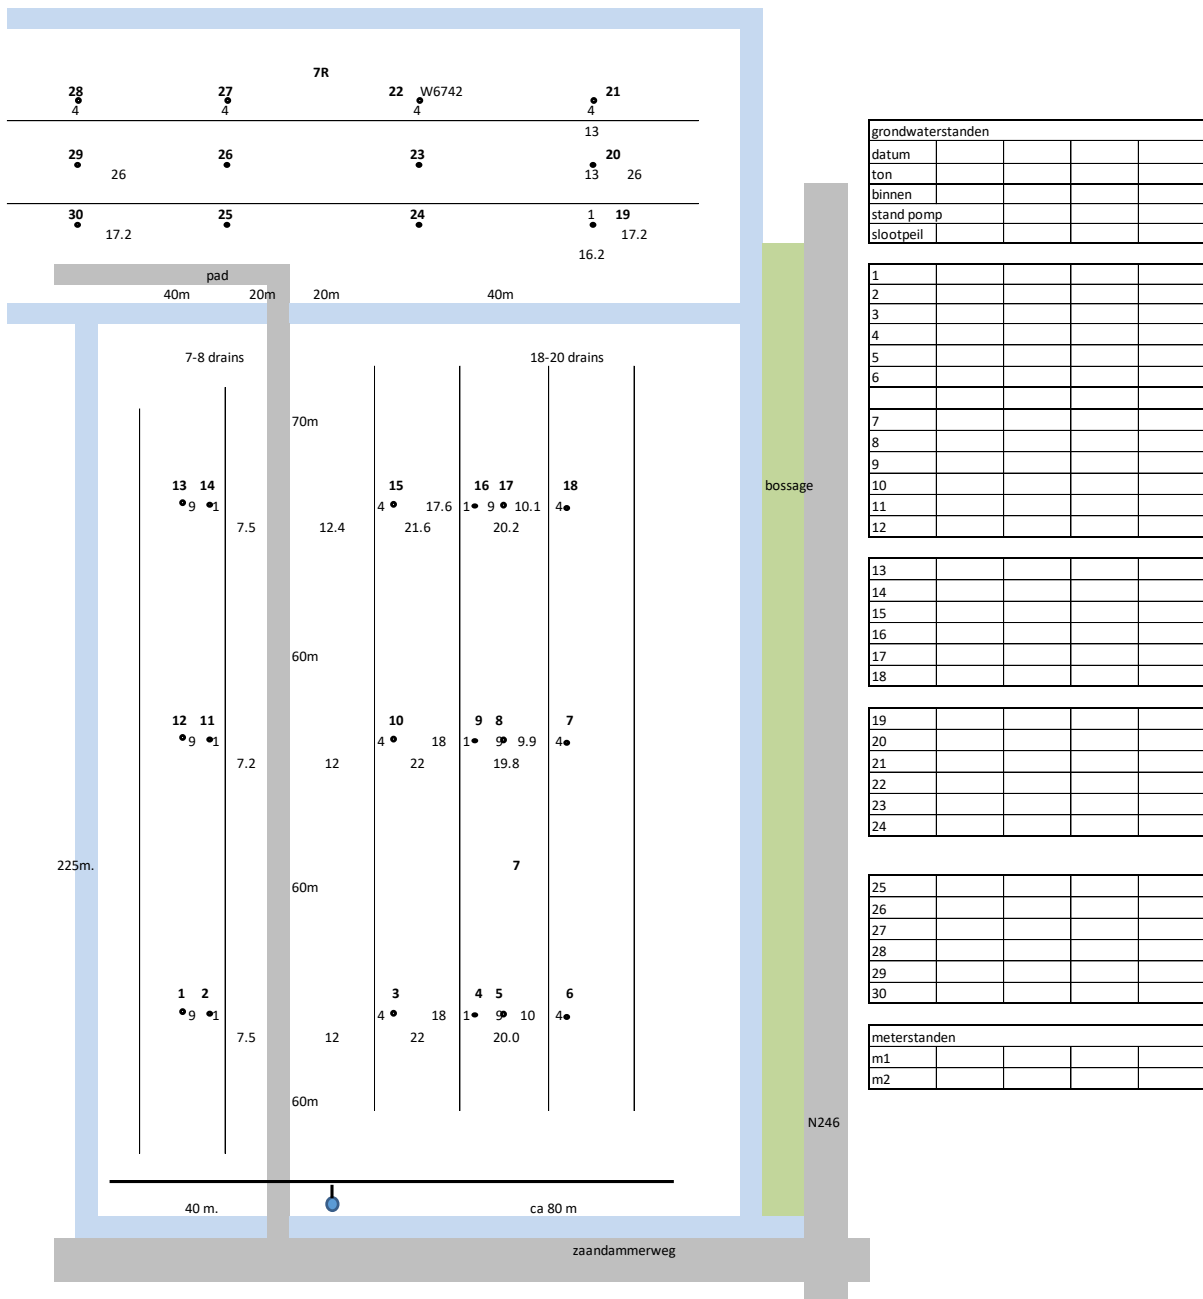 7R
28 27 22 W6742 21
4 4 4 4
13
29 26 23 20
26 13 26
30 25 24 1 19
17.2 17.2
16.2
pad
40m 20m 20m 40m
7-8 drains 18-20 drains
70m
13 14 15 16 17 18
9 1 4 17.6 1 9 10.1 4
7.5 12.4 21.6 20.2
60m
12 11 10 9 8 7
9 1 4 18 1 9 9.9 4
7.2 12 22 19.8
225m. 7
60m
1 2 3 4 5 6
9 1 4 18 1 9 10 4
7.5 12 22 20.0
60m
40 m. ca 80 m
zaandammerweg
bossage
N246
grondwaterstanden
datum
ton
binnen
stand pomp
slootpeil
1
2
3
4
5
6
7
8
9
10
11
12
13
14
15
16
17
18
19
20
21
22
23
24
25
26
27
28
29
30
meterstanden
m1
m2